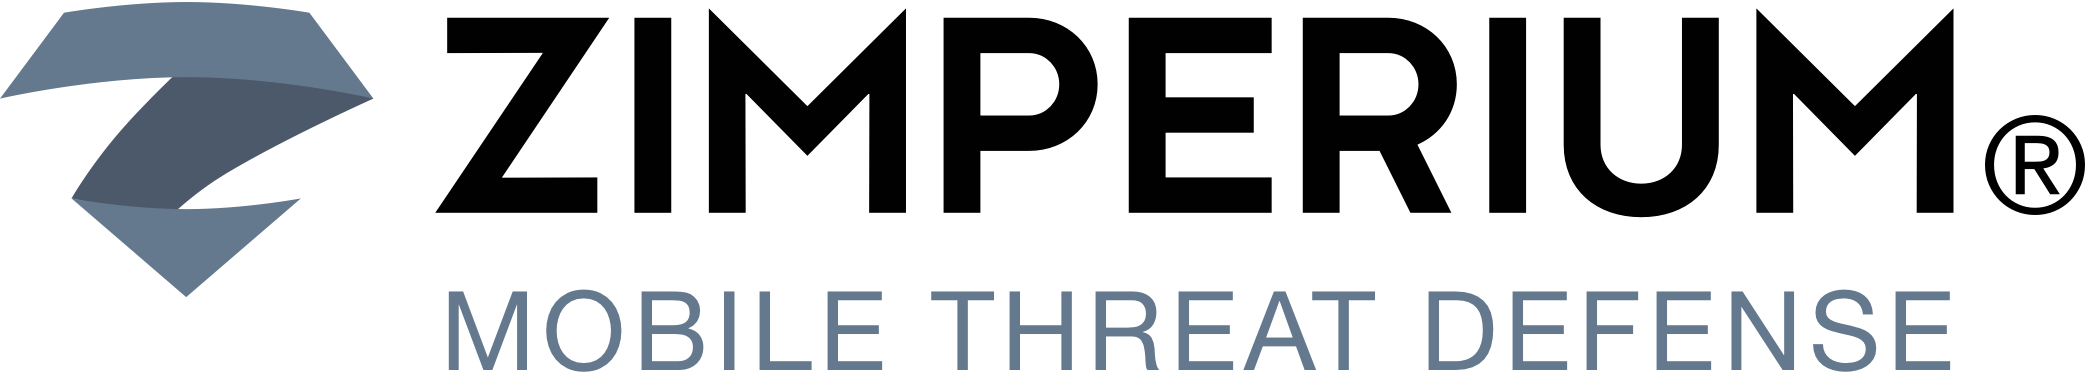 ZIMPERIUM®
MOBILE THREAT DEFENSE